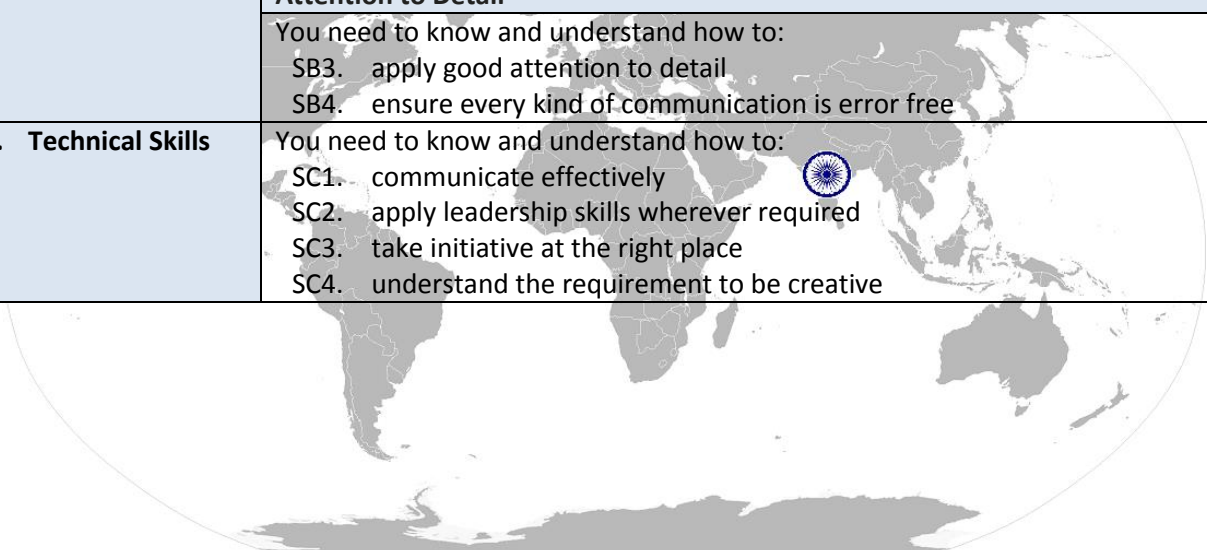 Attention to Detail
You need to know and understand how to:
SB3. apply good attention to detail
SB4. ensure every kind of communication is error free
. Technical Skills
You need to know and understand how to:
SC1. communicate effectively
SC2. apply leadership skills wherever required
SC3. take initiative at the right place
SC4. understand the requirement to be creative